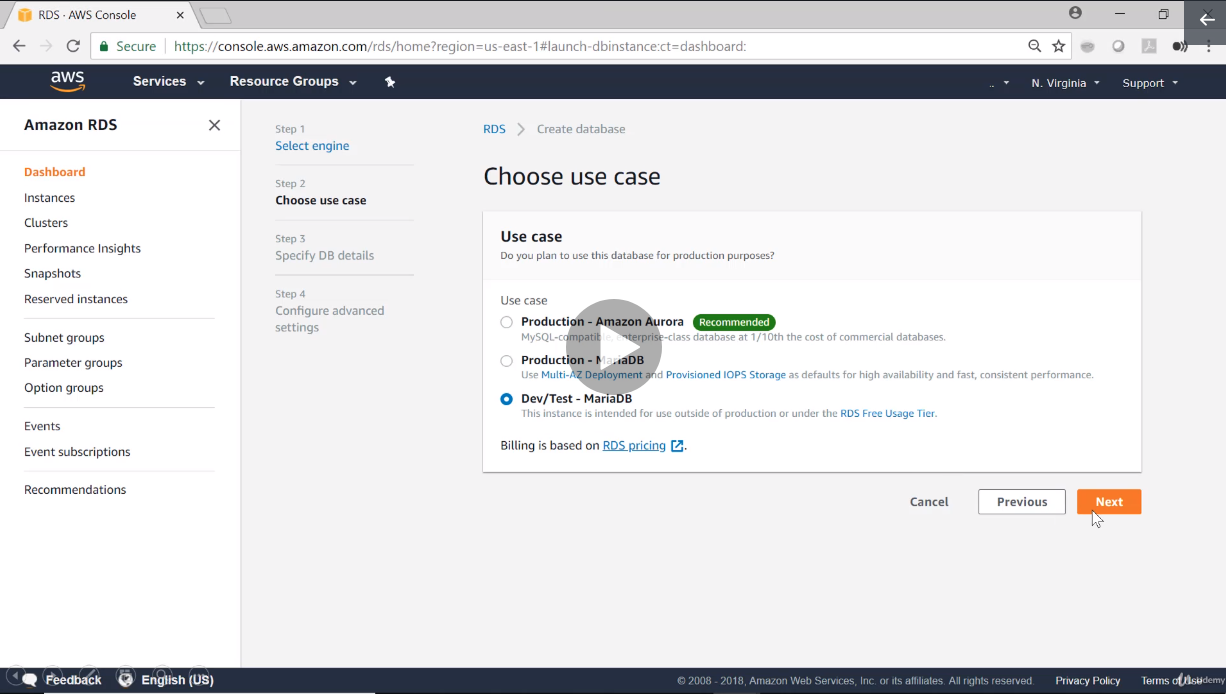 RDS · AWS Console
Secure
https://console.aws.amazon.com/rds/home?region=us-east-1#launch-dbinstance:ct=dashboard:
aws
Services
Resource Groups
..
N. Virginia
Support
Amazon RDS
Dashboard
Instances
Clusters
Performance Insights
Snapshots
Reserved instances
Subnet groups
Parameter groups
Option groups
Events
Event subscriptions
Recommendations
Step 1
Select engine
Step 2
Choose use case
Step 3
Specify DB details
Step 4
Configure advanced
settings
RDS
Create database
Choose use case
Use case
Do you plan to use this database for production purposes?
Use case
Production - Amazon Aurora Recommended
MySQL-compatible, enterprise-class database at 1/10th the cost of commercial databases.
Production - MariaDB
Use Multi-AZ Deployment and Provisioned IOPS Storage as defaults for high availability and fast, consistent performance.
Dev/Test - MariaDB
This instance is intended for use outside of production or under the RDS Free Usage Tier.
Billing is based on RDS pricing .
Cancel
Previous
Next
Feedback
English (US)
© 2008 - 2018, Amazon Web Services, Inc. or its affiliates. All rights reserved.
Privacy Policy
Terms of Use
Udemy